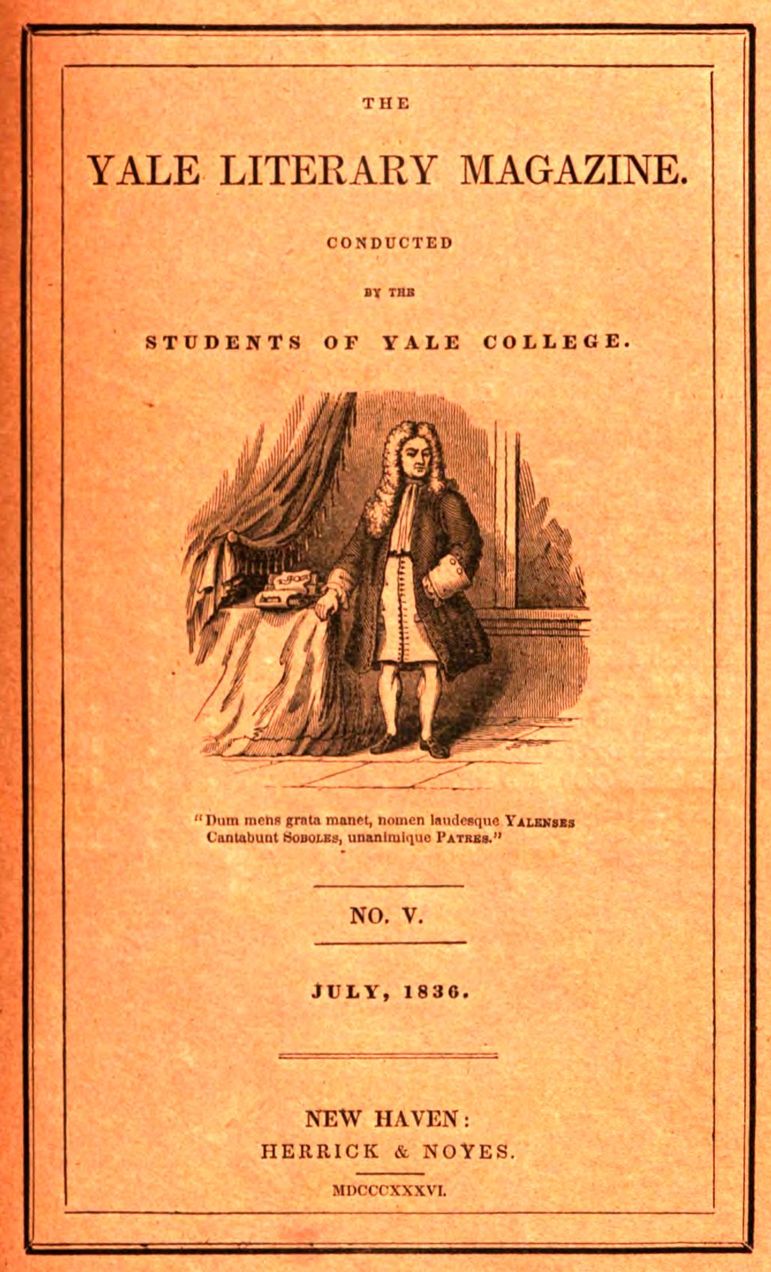 THE
YALE LITERARY MAGAZINE.
CONDUCTED
BY THE
STUDENTS OF YALE COLLEGE.
"Dum mens grata manet, nomen laudesque YALENSES
Cantabunt SOBOLES, unanimique PATRES."
NO. V.
JULY, 1836.
NEW HAVEN:
HERRICK & NOYES.
MDCCCXXXVI.